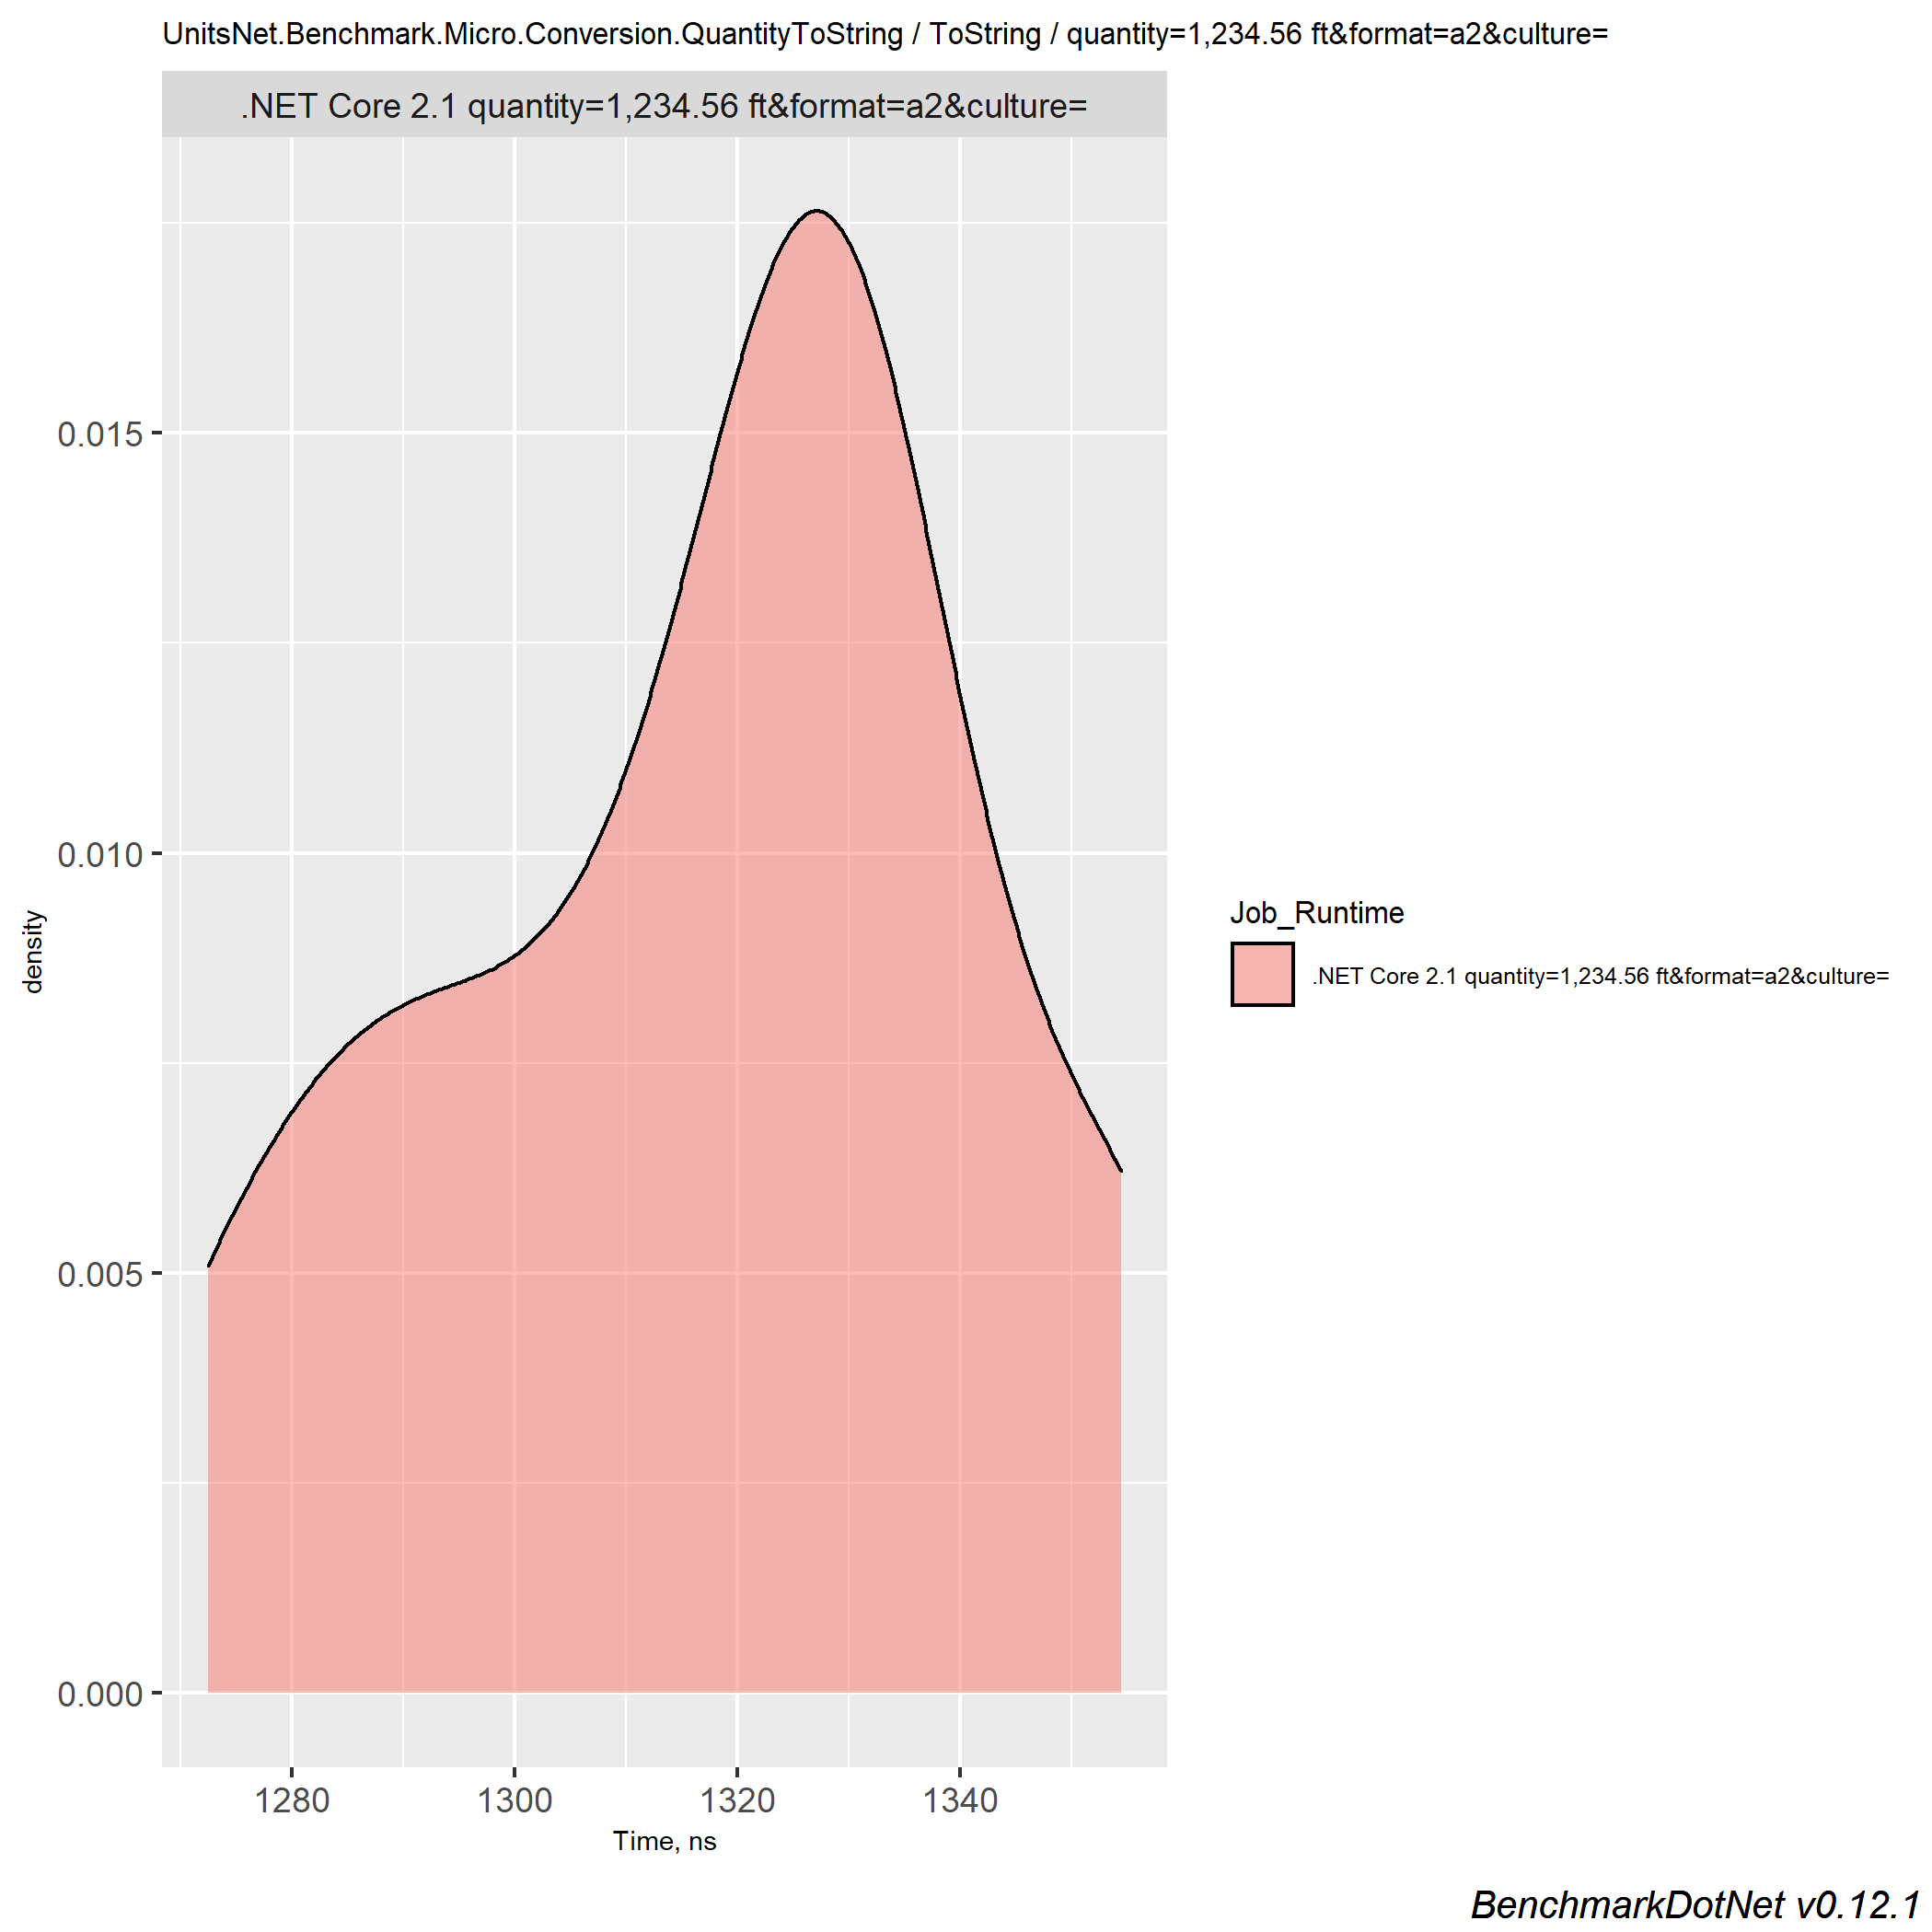 UnitsNet.Benchmark.Micro.Conversion.QuantityToString / ToString / quantity=1,234.56 ft&format=a2&culture=
.NET Core 2.1 quantity=1,234.56 ft&format=a2&culture=
0.015
0.010
0.005
0.000
density
1280 1300 1320 1340
Time, ns
Job_Runtime
.NET Core 2.1 quantity=1,234.56 ft&format=a2&culture=
BenchmarkDotNet v0.12.1